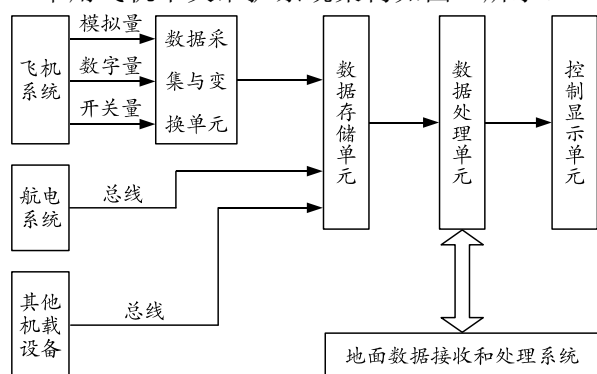 模拟量
数字量
开关量
飞机
系统
数据采
集与变
换单元
数据存储单元
数据处理单元
控制显示单元
航电
系统
总线
其他
机载
设备
总线
地面数据接收和处理系统